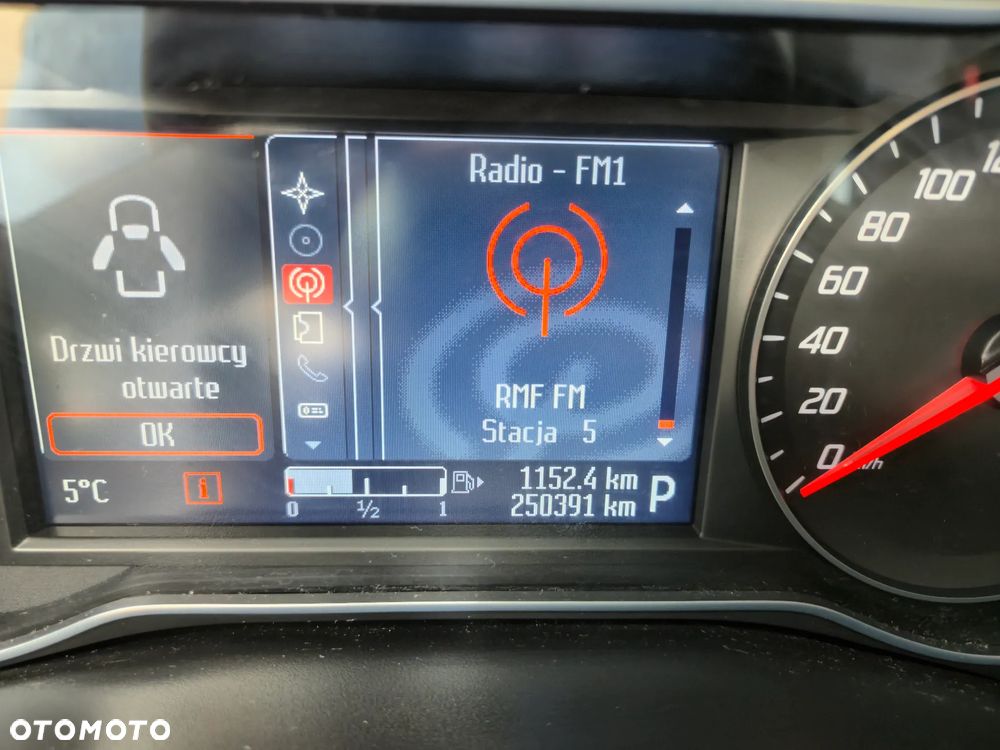 Radio - FM1
Drzwi kierowcy
otwarte
OK
RMF FM
Stacja 5
5°C
i
0 1/2 1
1152.4 km
250391 km
P
0
20
40
60
80
100
OTOMOTO